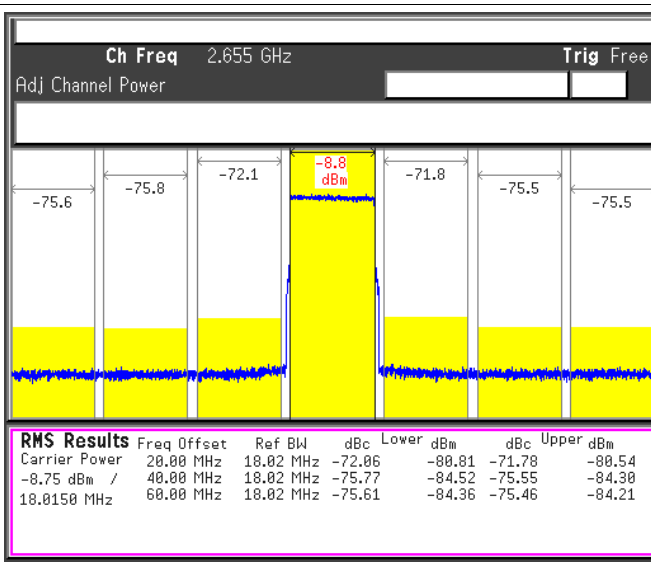 Ch Freq 2.655 GHz Trig Free
Adj Channel Power
-8.8
dBm
-72.1 -71.8
-75.8 -75.5
-75.6 -75.5
RMS Results Freq Offset Ref BW dBc Lower dBm dBc Upper dBm
Carrier Power 20.00 MHz 18.02 MHz -72.06 -80.81 -71.78 -80.54
-8.75 dBm / 40.00 MHz 18.02 MHz -75.77 -84.52 -75.55 -84.30
18.0150 MHz 60.00 MHz 18.02 MHz -75.61 -84.36 -75.46 -84.21